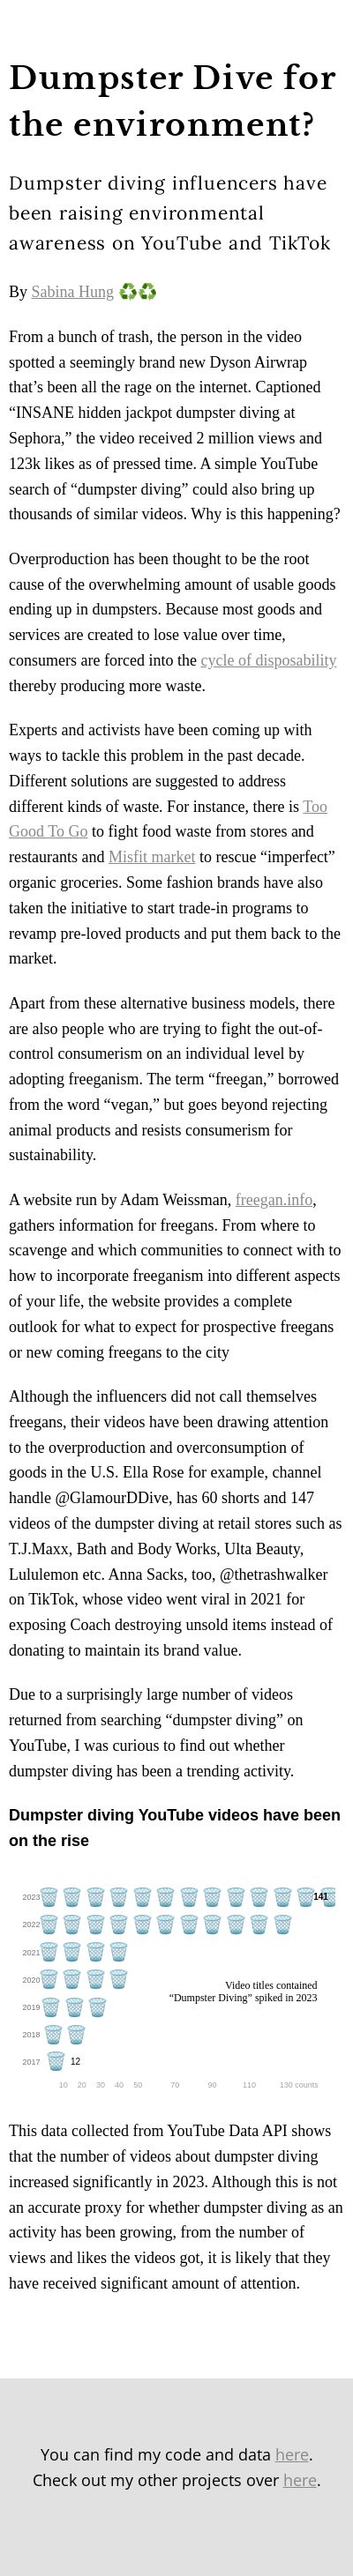 Dumpster Dive for
the environment?
Dumpster diving influencers have
been raising environmental
awareness on YouTube and TikTok
By Sabina Hung ♻️♻️
From a bunch of trash, the person in the video
spotted a seemingly brand new Dyson Airwrap
that’s been all the rage on the internet. Captioned
“INSANE hidden jackpot dumpster diving at
Sephora,” the video received 2 million views and
123k likes as of pressed time. A simple YouTube
search of “dumpster diving” could also bring up
thousands of similar videos. Why is this happening?
Overproduction has been thought to be the root
cause of the overwhelming amount of usable goods
ending up in dumpsters. Because most goods and
services are created to lose value over time,
consumers are forced into the cycle of disposability
thereby producing more waste.
Experts and activists have been coming up with
ways to tackle this problem in the past decade.
Different solutions are suggested to address
different kinds of waste. For instance, there is Too
Good To Go to fight food waste from stores and
restaurants and Misfit market to rescue “imperfect”
organic groceries. Some fashion brands have also
taken the initiative to start trade-in programs to
revamp pre-loved products and put them back to the
market.
Apart from these alternative business models, there
are also people who are trying to fight the out-of-
control consumerism on an individual level by
adopting freeganism. The term “freegan,” borrowed
from the word “vegan,” but goes beyond rejecting
animal products and resists consumerism for
sustainability.
A website run by Adam Weissman, freegan.info,
gathers information for freegans. From where to
scavenge and which communities to connect with to
how to incorporate freeganism into different aspects
of your life, the website provides a complete
outlook for what to expect for prospective freegans
or new coming freegans to the city
Although the influencers did not call themselves
freegans, their videos have been drawing attention
to the overproduction and overconsumption of
goods in the U.S. Ella Rose for example, channel
handle @GlamourDDive, has 60 shorts and 147
videos of the dumpster diving at retail stores such as
T.J.Maxx, Bath and Body Works, Ulta Beauty,
Lululemon etc. Anna Sacks, too, @thetrashwalker
on TikTok, whose video went viral in 2021 for
exposing Coach destroying unsold items instead of
donating to maintain its brand value.
Due to a surprisingly large number of videos
returned from searching “dumpster diving” on
YouTube, I was curious to find out whether
dumpster diving has been a trending activity.
Dumpster diving YouTube videos have been
on the rise
2023 141
2022
2021
2020
Video titles contained
“Dumpster Diving” spiked in 2023
2019
2018
2017 12
10 20 30 40 50 70 90 110 130 counts
This data collected from YouTube Data API shows
that the number of videos about dumpster diving
increased significantly in 2023. Although this is not
an accurate proxy for whether dumpster diving as an
activity has been growing, from the number of
views and likes the videos got, it is likely that they
have received significant amount of attention.
You can find my code and data here.
Check out my other projects over here.